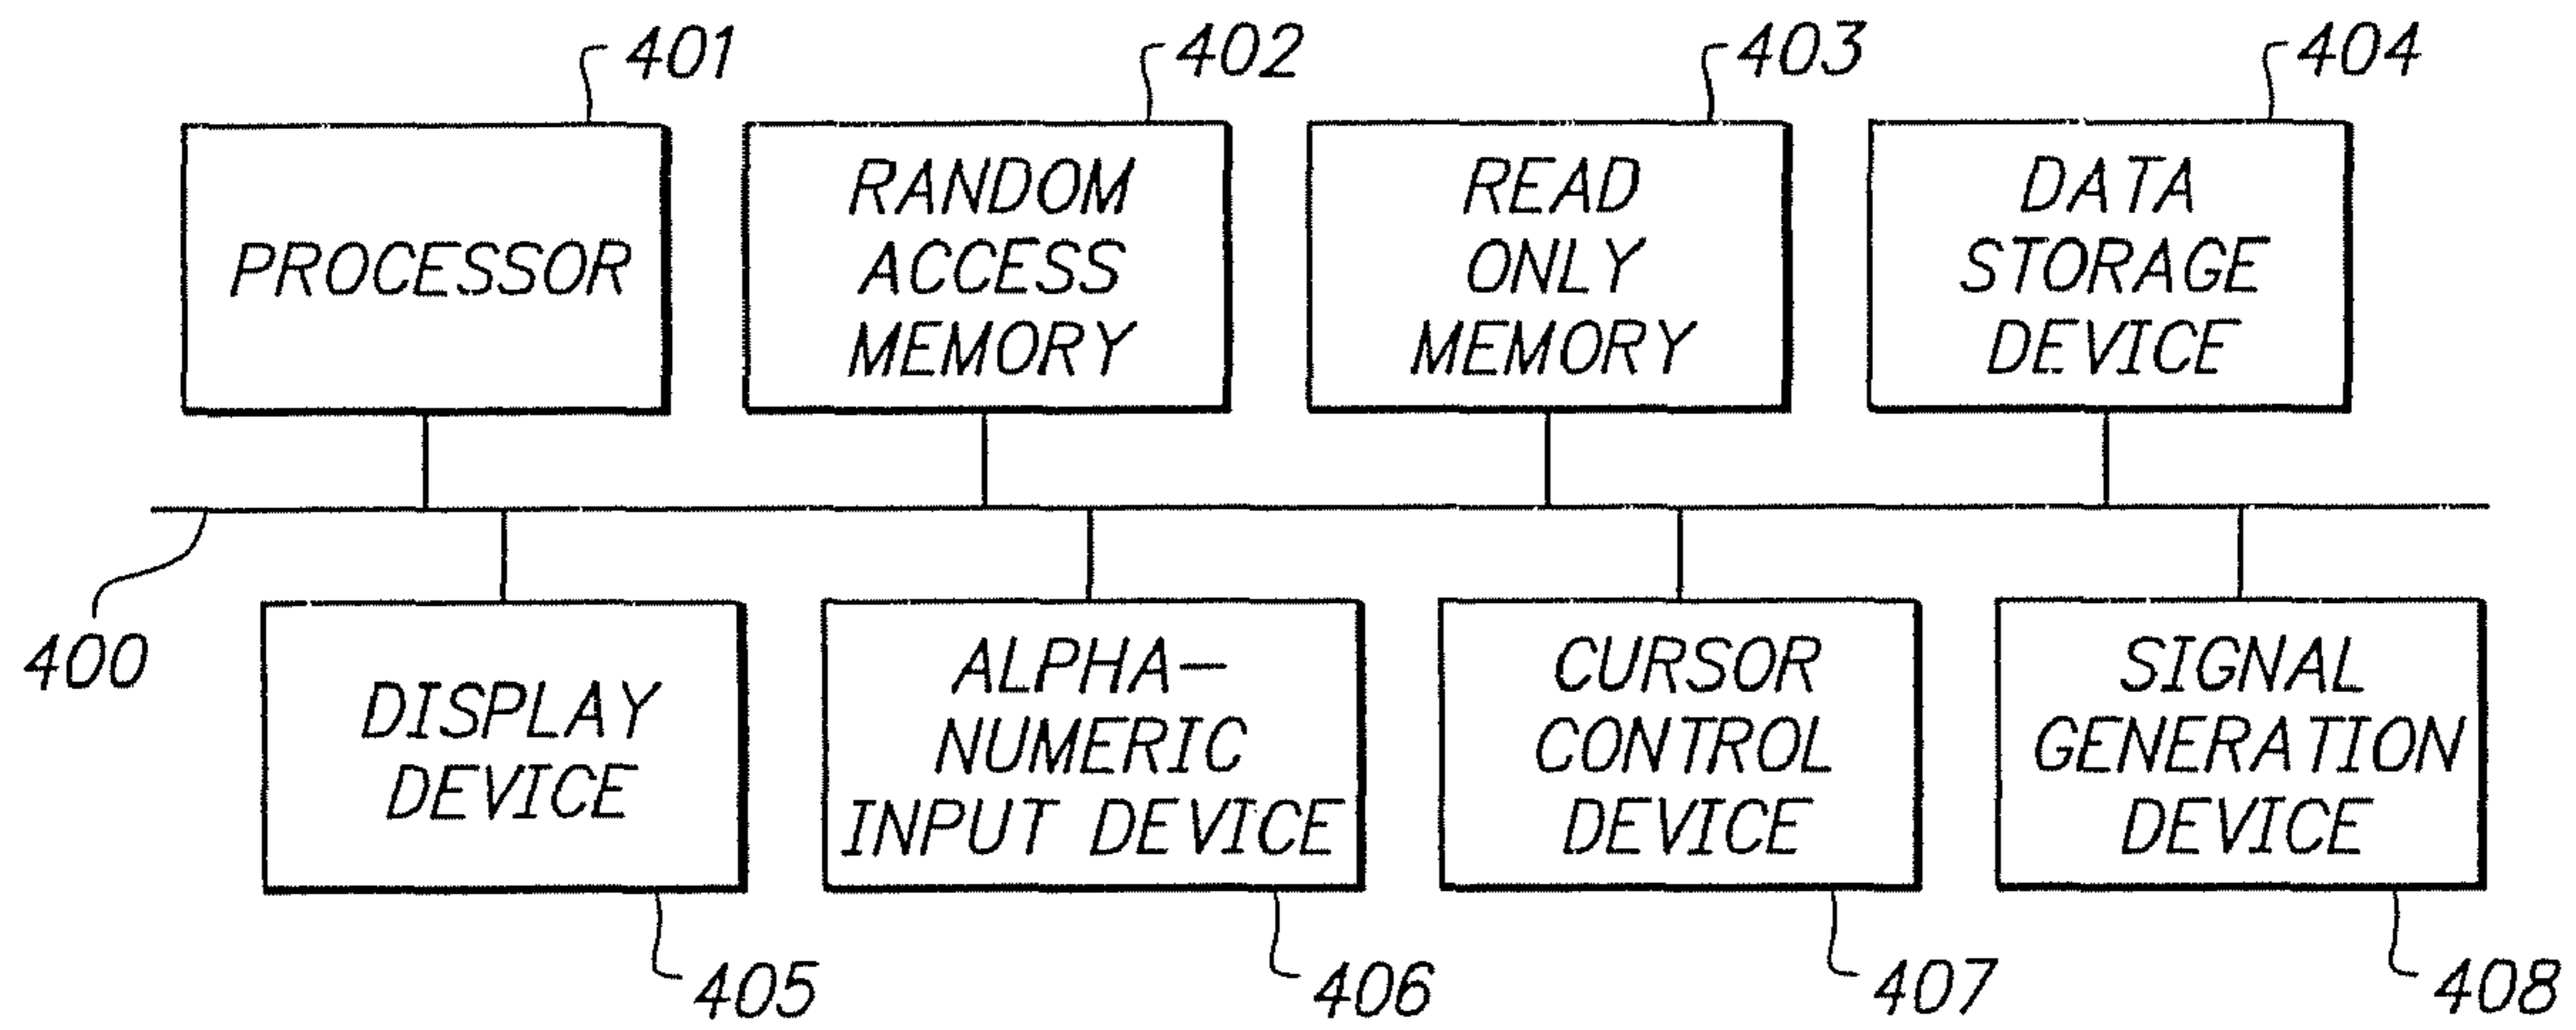 401
402
403
404
PROCESSOR
RANDOM
ACCESS
MEMORY
READ
ONLY
MEMORY
DATA
STORAGE
DEVICE
400
DISPLAY
DEVICE
ALPHA-
NUMERIC
INPUT DEVICE
CURSOR
CONTROL
DEVICE
SIGNAL
GENERATION
DEVICE
405
406
407
408